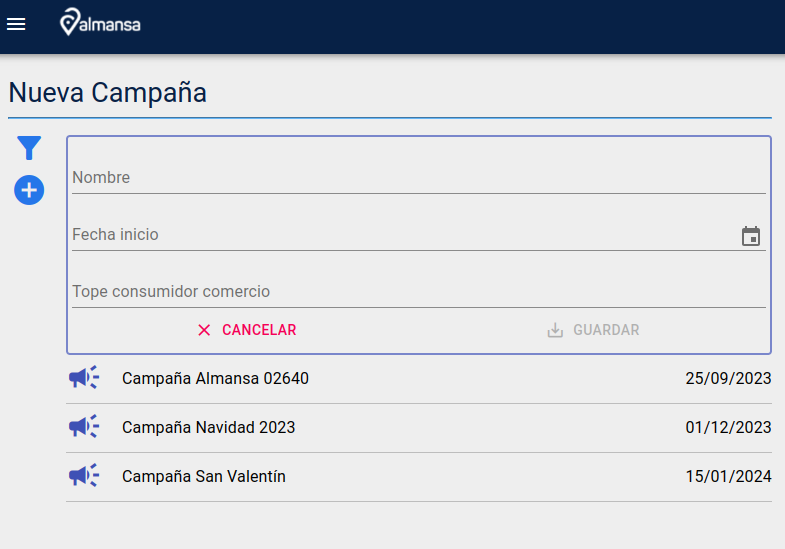 almansa
Nueva Campaña
Nombre
Fecha inicio
Tope consumidor comercio
CANCELAR GUARDAR
Campaña Almansa 02640 25/09/2023
Campaña Navidad 2023 01/12/2023
Campaña San Valentín 15/01/2024